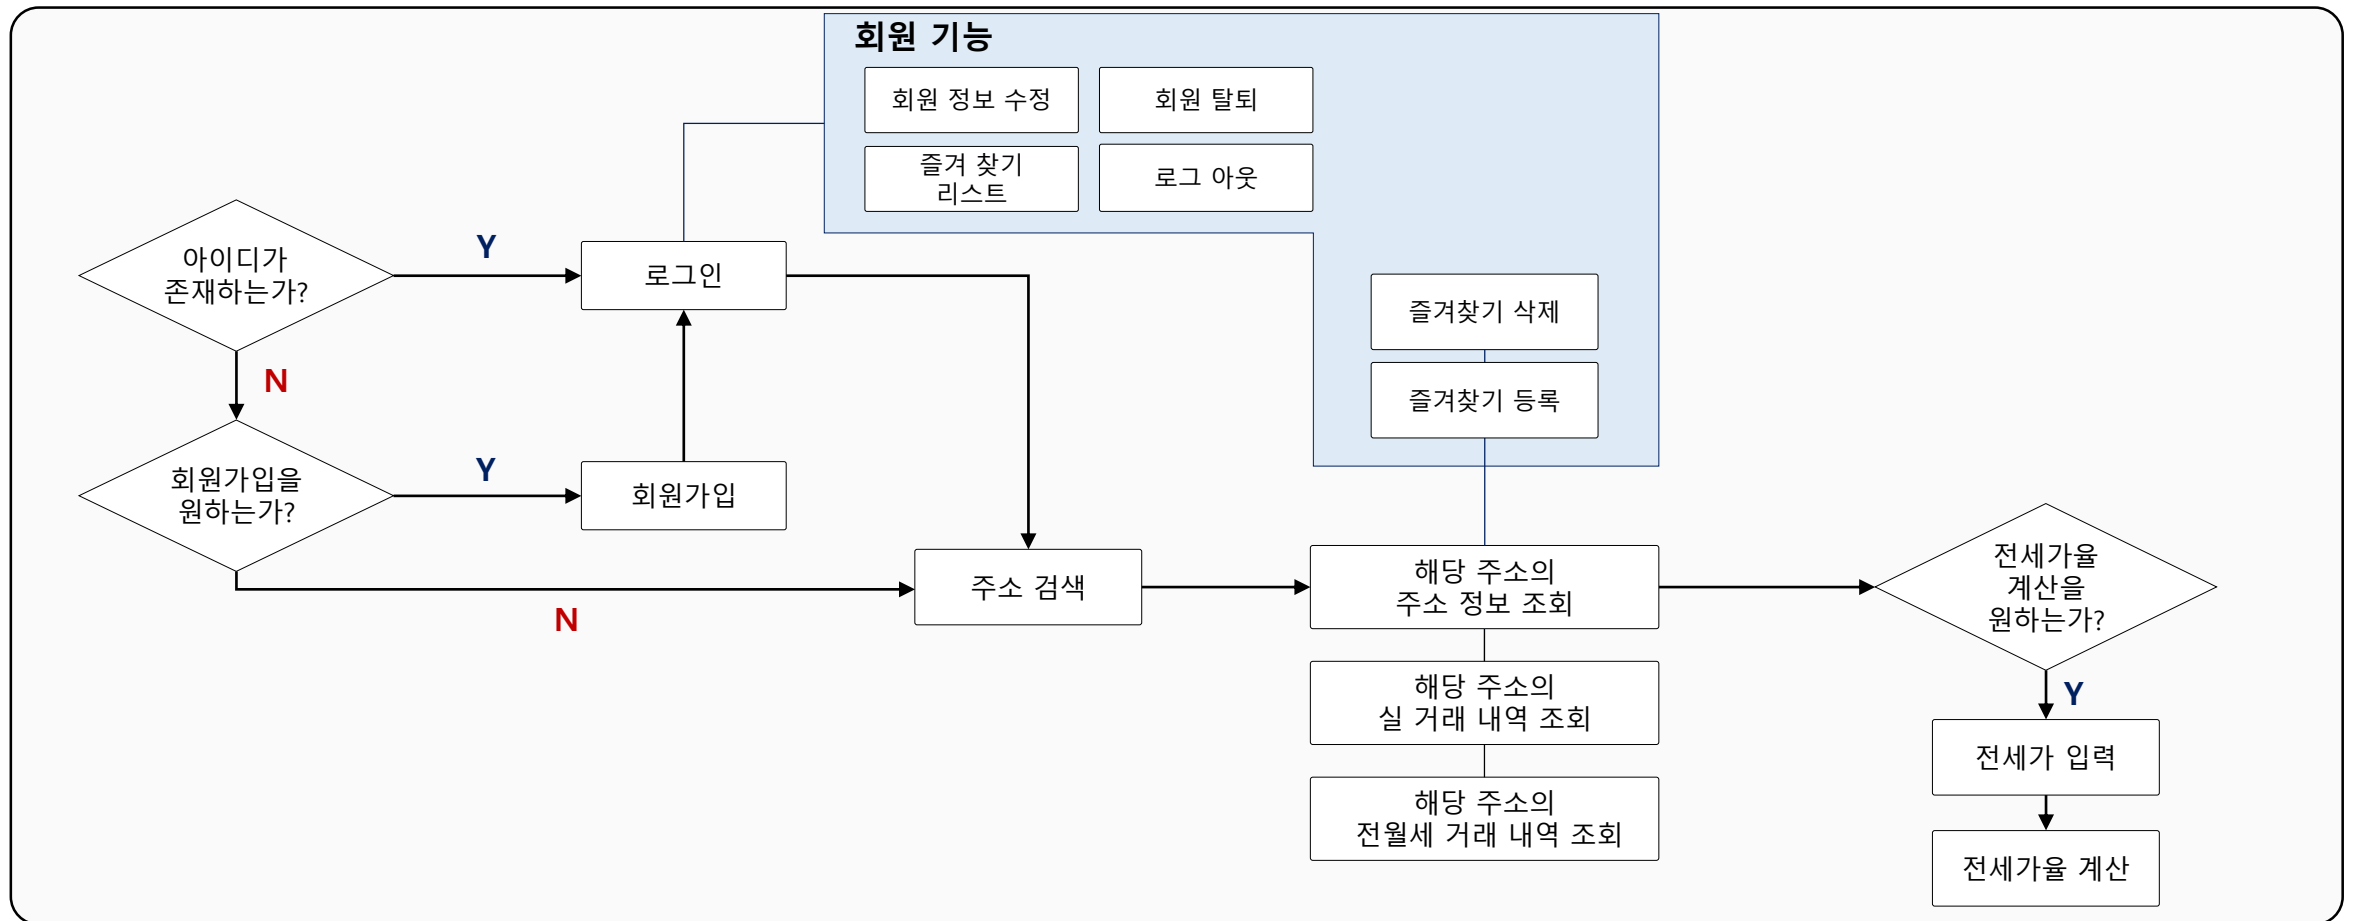 회원 기능
회원 정보 수정
회원 탈퇴
즐겨 찾기
리스트
로그 아웃
아이디가
존재하는가?
Y
로그인
즐겨찾기 삭제
N
즐겨찾기 등록
회원가입을
원하는가?
Y
회원가입
N
주소 검색
해당 주소의
주소 정보 조회
전세가율
계산을
원하는가?
해당 주소의
실 거래 내역 조회
Y
전세가 입력
해당 주소의
전월세 거래 내역 조회
전세가율 계산